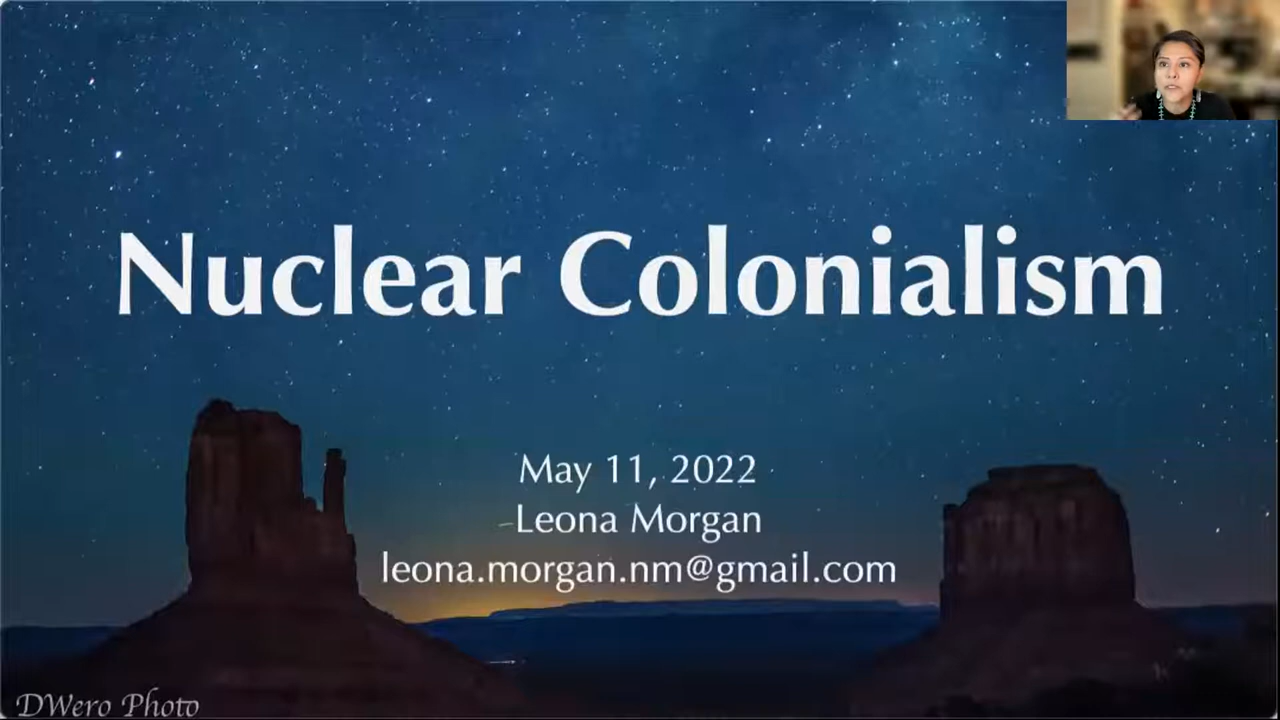 Nuclear Colonialism
May 11, 2022
Leona Morgan
leona.morgan.nm@gmail.com
DWero Photo